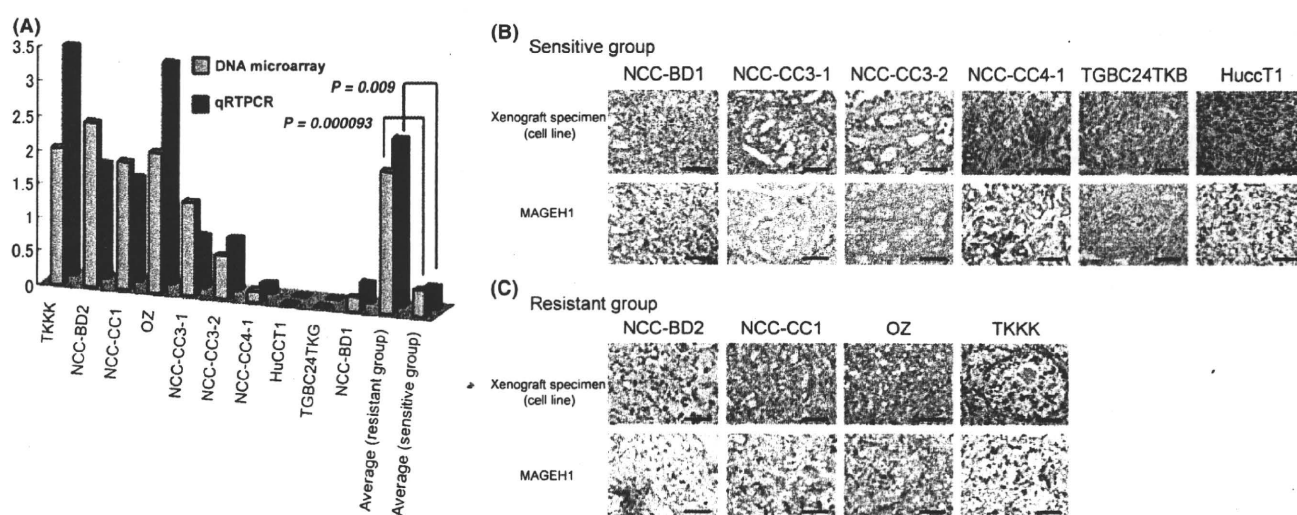 (A)
3.5
3
2.5
2
1.5
1
0.5
0
DNA microarray
qRTPCR
P = 0.009
P = 0.000093
TKKK
NCC-BD2
NCC-CC1
OZ
NCC-CC3-1
NCC-CC3-2
NCC-CC4-1
HuCCT1
TGBC24TKG
NCC-BD1
Average (resistant group)
Average (sensitive group)
(B)
Sensitive group
NCC-BD1 NCC-CC3-1 NCC-CC3-2 NCC-CC4-1 TGBC24TKB HuccT1
Xenograft specimen
(cell line)
MAGEH1
(C)
Resistant group
NCC-BD2 NCC-CC1 OZ TKKK
Xenograft specimen
(cell line)
MAGEH1